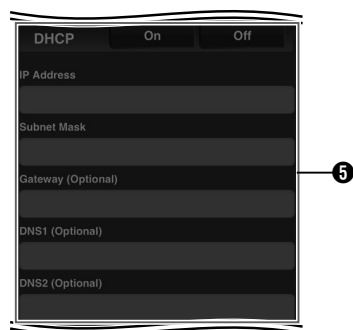 DHCP On Off
IP Address
Subnet Mask
Gateway (Optional)
DNS1 (Optional)
DNS2 (Optional)
5